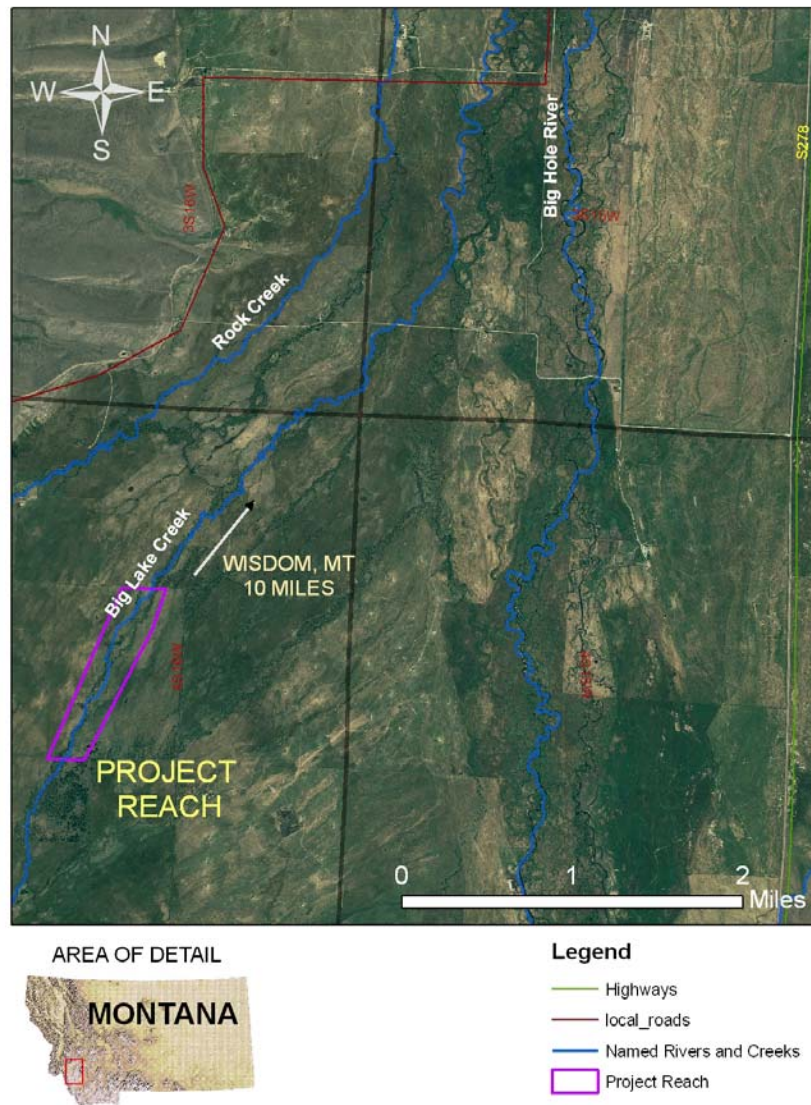 N
W E
S
S278
Big Hole River
3S16W
Rock Creek
Big Lake Creek
WISDOM, MT
10 MILES
PROJECT
REACH
0 1 2
Miles
AREA OF DETAIL
MONTANA
Legend
Highways
local_roads
Named Rivers and Creeks
Project Reach